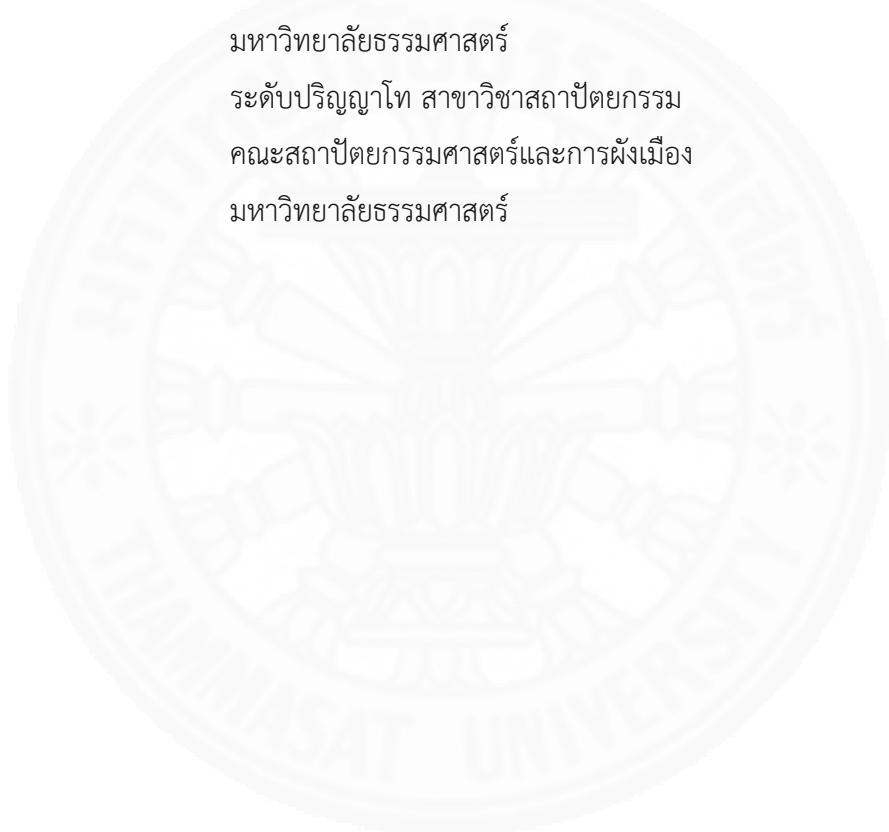 มหาวิทยาลัยธรรมศาสตร์
ระดับปริญญาโท สาขาวิชาสถาปัตยกรรม
คณะสถาปัตยกรรมศาสตร์และการผังเมือง
มหาวิทยาลัยธรรมศาสตร์
THAMMASAT UNIVERSITY